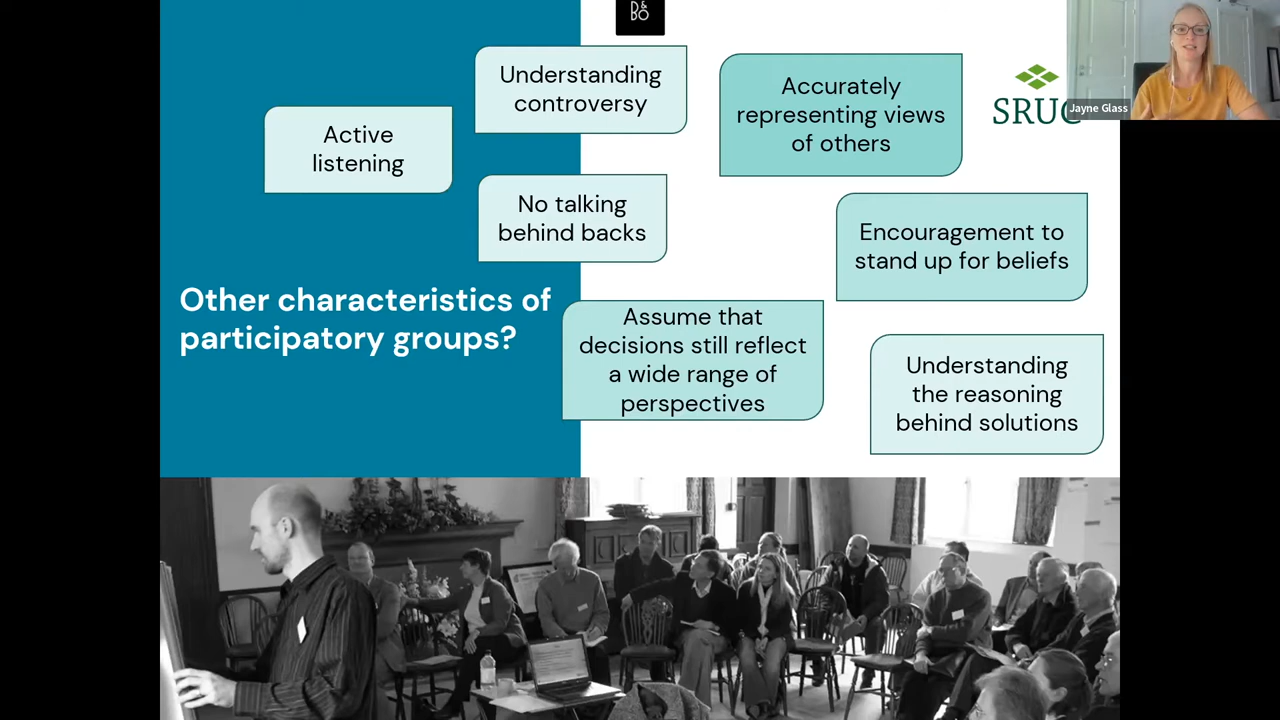 B&
BO
Understanding
controversy
Accurately
representing views
of others
SRUC
Jayne Glass
Active
listening
No talking
behind backs
Encouragement to
stand up for beliefs
Other characteristics of
participatory groups?
Assume that
decisions still reflect
a wide range of
perspectives
Understanding
the reasoning
behind solutions